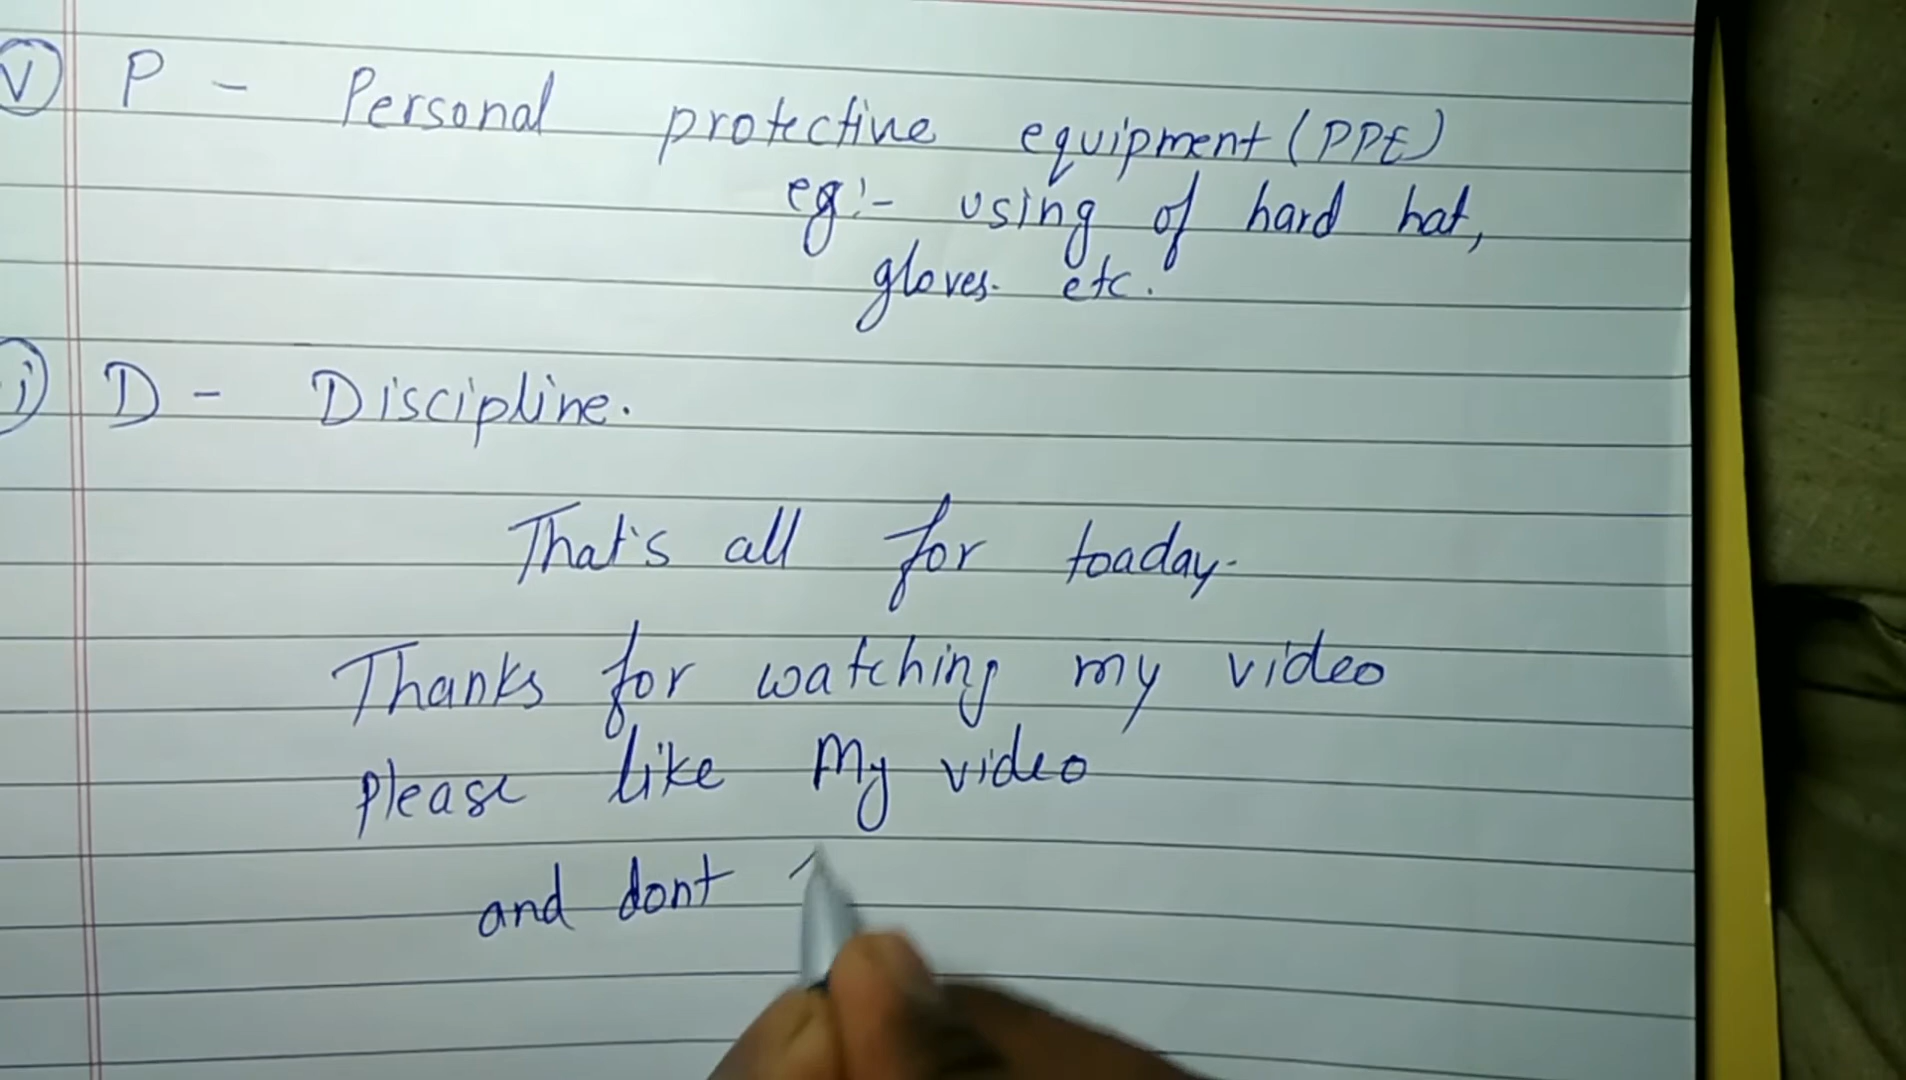 V P - Personal protective equipment (PPE)
eg:- using of hard hat,
gloves. etc.
i) D - Discipline.
That's all for toaday.
Thanks for watching my video
please like My video
and dont